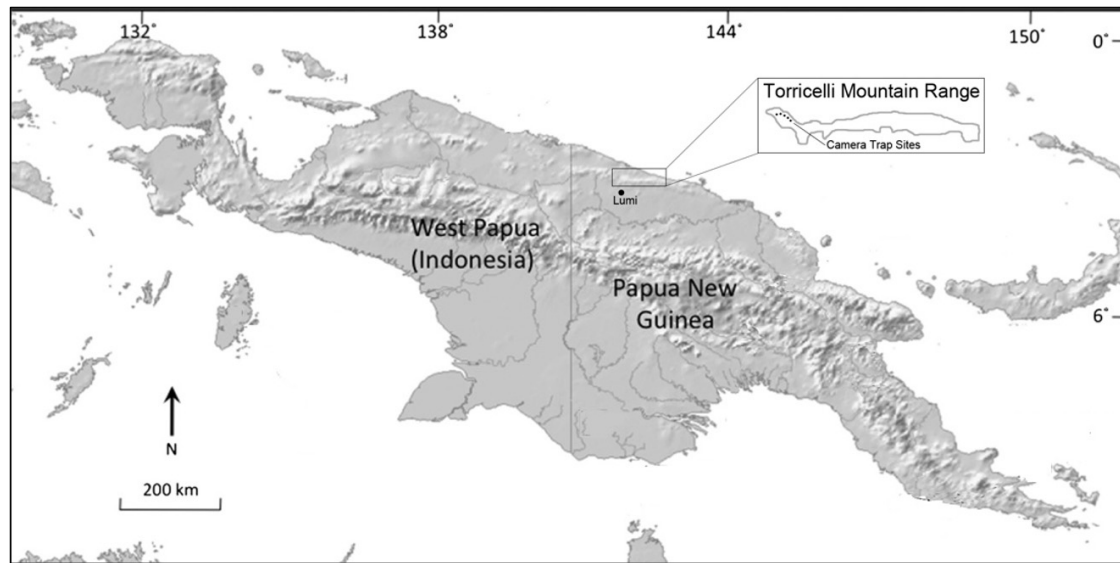 132°
138°
144°
150°
0°
Torricelli Mountain Range
Camera Trap Sites
Lumi
West Papua
(Indonesia)
Papua New
Guinea
6°
N
200 km